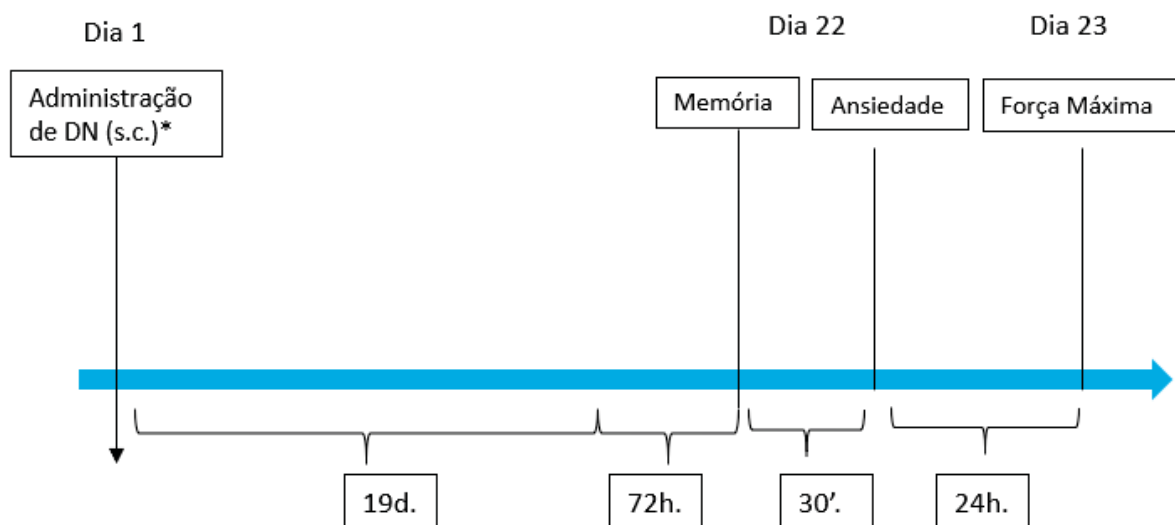 Dia 1
Dia 22
Dia 23
Administração
de DN (s.c.)*
Memória
Ansiedade
Força Máxima
19d.
72h.
30’.
24h.